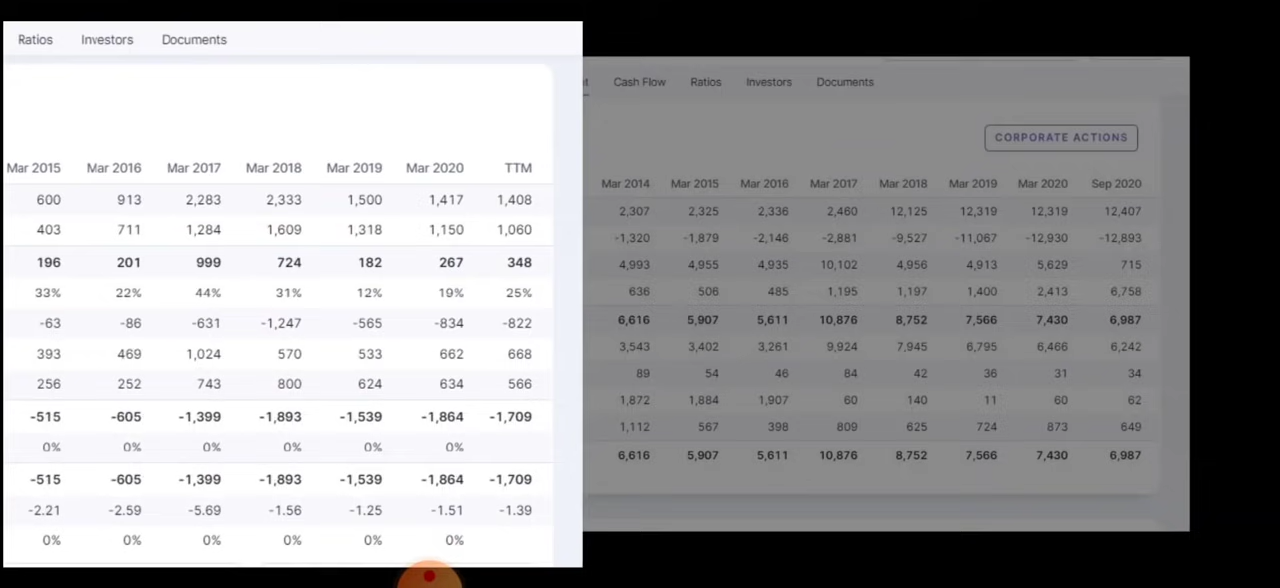 Ratios Investors Documents
Mar 2015 Mar 2016 Mar 2017 Mar 2018 Mar 2019 Mar 2020 TTM
600 913 2,283 2,333 1,500 1,417 1,408
403 711 1,284 1,609 1,318 1,150 1,060
196 201 999 724 182 267 348
33% 22% 44% 31% 12% 19% 25%
-63 -86 -631 -1,247 -565 -834 -822
393 469 1,024 570 533 662 668
256 252 743 800 624 634 566
-515 -605 -1,399 -1,893 -1,539 -1,864 -1,709
0% 0% 0% 0% 0% 0%
-515 -605 -1,399 -1,893 -1,539 -1,864 -1,709
-2.21 -2.59 -5.69 -1.56 -1.25 -1.51 -1.39
0% 0% 0% 0% 0% 0%
Cash Flow Ratios Investors Documents
CORPORATE ACTIONS
Mar 2014 Mar 2015 Mar 2016 Mar 2017 Mar 2018 Mar 2019 Mar 2020 Sep 2020
2,307 2,325 2,336 2,460 12,125 12,319 12,319 12,407
-1,320 -1,879 -2,146 -2,881 -9,527 -11,067 -12,930 -12,893
4,993 4,955 4,935 10,102 4,956 4,913 5,629 715
636 506 485 1,195 1,197 1,400 2,413 6,758
6,616 5,907 5,611 10,876 8,752 7,566 7,430 6,987
3,543 3,402 3,261 9,924 7,945 6,795 6,466 6,242
89 54 46 84 42 36 31 34
1,872 1,884 1,907 60 140 11 60 62
1,112 567 398 809 625 724 873 649
6,616 5,907 5,611 10,876 8,752 7,566 7,430 6,987